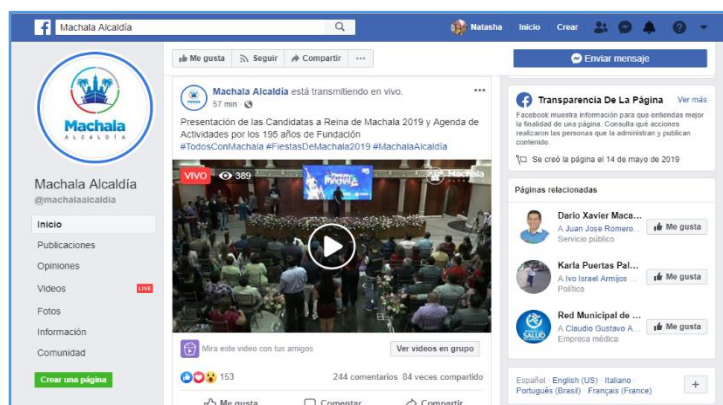 Machala Alcaldía
Natasha
Inicio
Crear
Me gusta
Seguir
Compartir
Enviar mensaje
Machala
ALCALDÍA
Machala Alcaldía
@machalaalcaldia
Inicio
Publicaciones
Opiniones
Videos
LIVE
Fotos
Información
Comunidad
Crear una página
Machala Alcaldía está transmitiendo en vivo.
57 min
Presentación de las Candidatas a Reina de Machala 2019 y Agenda de
Actividades por los 195 años de Fundación
#TodosConMachala #FiestasDeMachala2019 #MachalaAlcaldía
VIVO
389
Machala
Machala
Mira este video con tus amigos
Ver videos en grupo
153
244 comentarios 84 veces compartido
Me gusta
Comentar
Compartir
Transparencia De La Página
Ver más
Facebook muestra información para que entiendas mejor
la finalidad de una página. Consulta qué acciones
realizaron las personas que la administran y publican
contenido.
Se creó la página el 14 de mayo de 2019
Páginas relacionadas
Dario Xavier Maca...
A Juan Jose Romero...
Servicio público
Me gusta
Karla Puertas Pal...
A Ivo Israel Armijos ...
Político
Me gusta
SALUD
Red Municipal de ...
A Claudio Gustavo A...
Empresa médica
Me gusta
Español · English (US) · Italiano ·
Português (Brasil) · Français (France)